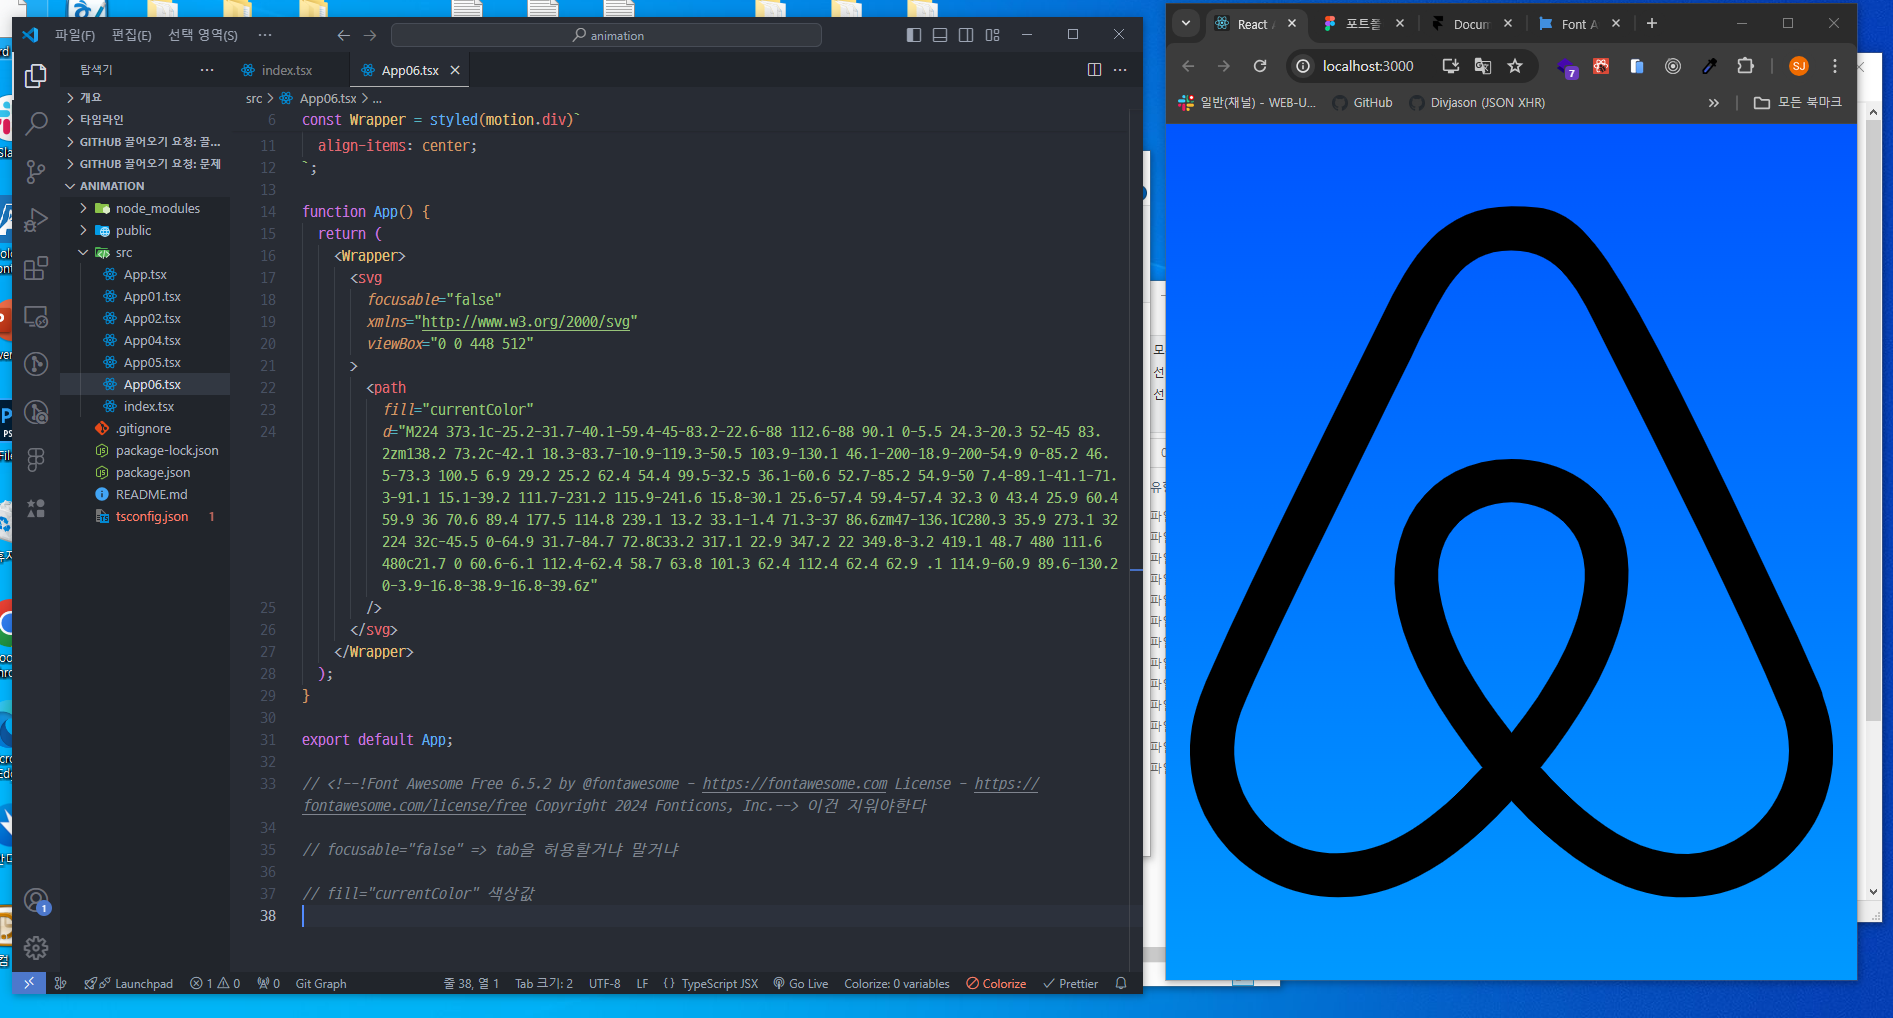 파일(F) 편집(E) 선택 영역(S) ··· animation
탐색기 ···
개요
타임라인
GITHUB 끌어오기 요청: 끌...
GITHUB 끌어오기 요청: 문제
ANIMATION
node_modules
public
src
App.tsx
App01.tsx
App02.tsx
App04.tsx
App05.tsx
App06.tsx
index.tsx
.gitignore
package-lock.json
package.json
README.md
tsconfig.json 1
index.tsx App06.tsx
src > App06.tsx > ...
6 const Wrapper = styled(motion.div)`
11 align-items: center;
12 `;
13
14 function App() {
15 return (
16 <Wrapper>
17 <svg
18 focusable="false"
19 xmlns="http://www.w3.org/2000/svg"
20 viewBox="0 0 448 512"
21 >
22 <path
23 fill="currentColor"
24 d="M224 373.1c-25.2-31.7-40.1-59.4-45-83.2-22.6-88 112.6-88 90.1 0-5.5 24.3-20.3 52-45 83.
2zm138.2 73.2c-42.1 18.3-83.7-10.9-119.3-50.5 103.9-130.1 46.1-200-18.9-200-54.9 0-85.2 46.
5-73.3 100.5 6.9 29.2 25.2 62.4 54.4 99.5-32.5 36.1-60.6 52.7-85.2 54.9-50 7.4-89.1-41.1-71.
3-91.1 15.1-39.2 111.7-231.2 115.9-241.6 15.8-30.1 25.6-57.4 59.4-57.4 32.3 0 43.4 25.9 60.4
59.9 36 70.6 89.4 177.5 114.8 239.1 13.2 33.1-1.4 71.3-37 86.6zm47-136.1C280.3 35.9 273.1 32
224 32c-45.5 0-64.9 31.7-84.7 72.8C33.2 317.1 22.9 347.2 22 349.8-3.2 419.1 48.7 480 111.6
480c21.7 0 60.6-6.1 112.4-62.4 58.7 63.8 101.3 62.4 112.4 62.4 62.9 .1 114.9-60.9 89.6-130.2
0-3.9-16.8-38.9-16.8-39.6z"
25 />
26 </svg>
27 </Wrapper>
28 );
29 }
30
31 export default App;
32
33 // <!--!Font Awesome Free 6.5.2 by @fontawesome - https://fontawesome.com License - https://
fontawesome.com/license/free Copyright 2024 Fonticons, Inc.--> 이건 지워야한다
34
35 // focusable="false" => tab을 허용할거냐 말거냐
36
37 // fill="currentColor" 색상값
38
1
Launchpad 1 0 0 Git Graph 줄 38, 열 1 Tab 크기: 2 UTF-8 LF {} TypeScript JSX Go Live Colorize: 0 variables Colorize Prettier
React 포트폴 Docum Font A
localhost:3000 7 SJ
일반(채널) - WEB-U... GitHub Divjason (JSON XHR) » 모든 북마크